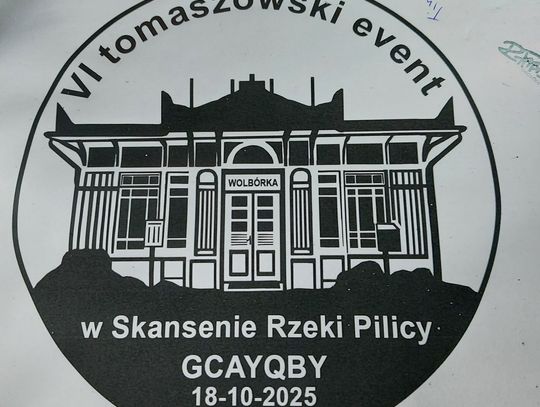 VI tomaszowski event
WOLBÓRKA
w Skansenie Rzeki Pilicy
GCAYQBY
18-10-2025